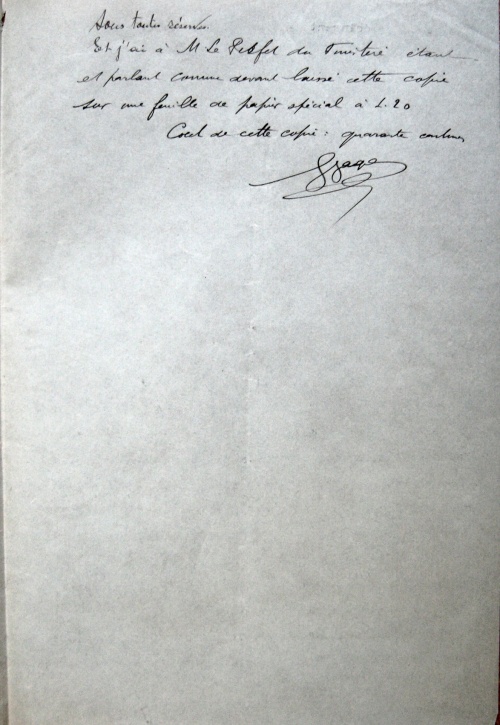 Sous toutes réserves
Et j'ai à M Le Préfet du Finistère étant
et parlant comme devant laissé cette copie
sur une feuille de papier spécial à 1.20
Coût de cette copie : quarante centimes